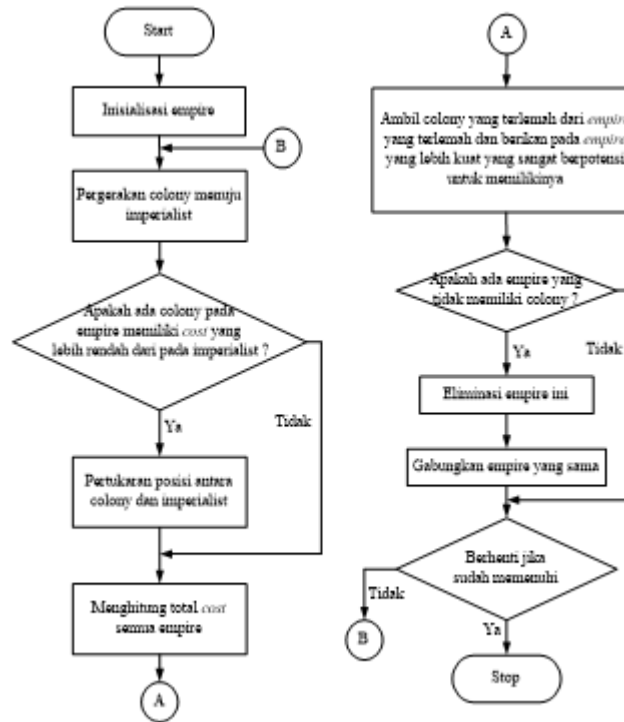 Start
Inisialisasi empire
B
Pergerakan colony menuju
imperialist
Apakah ada colony pada
empire memiliki cost yang
lebih rendah dari pada imperialist ?
Ya
Tidak
Pertukaran posisi antara
colony dan imperialist
Menghitung total cost
semua empire
A
A
Ambil colony yang terlemah dari empire
yang terlemah dan berikan pada empire
yang lebih kuat yang sangat berpotensi
untuk memilikinya
Apakah ada empire yang
tidak memiliki colony ?
Ya
Tidak
Eliminasi empire ini
Gabungkan empire yang sama
Berhenti jika
sudah memenuhi
Tidak
B
Ya
Stop